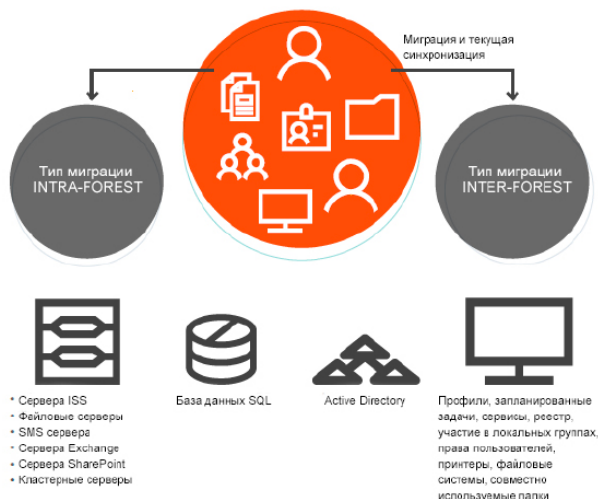 Миграция и текущая
синхронизация
Тип миграции
INTRA-FOREST
Тип миграции
INTER-FOREST
• Сервера ISS
• Файловые серверы
• SMS сервера
• Сервера Exchange
• Сервера SharePoint
• Кластерные серверы
База данных SQL
Active Directory
Профили, запланированные
задачи, сервисы, реестр,
участие в локальных группах,
права пользователей,
принтеры, файловые
системы, совместно
используемые папки